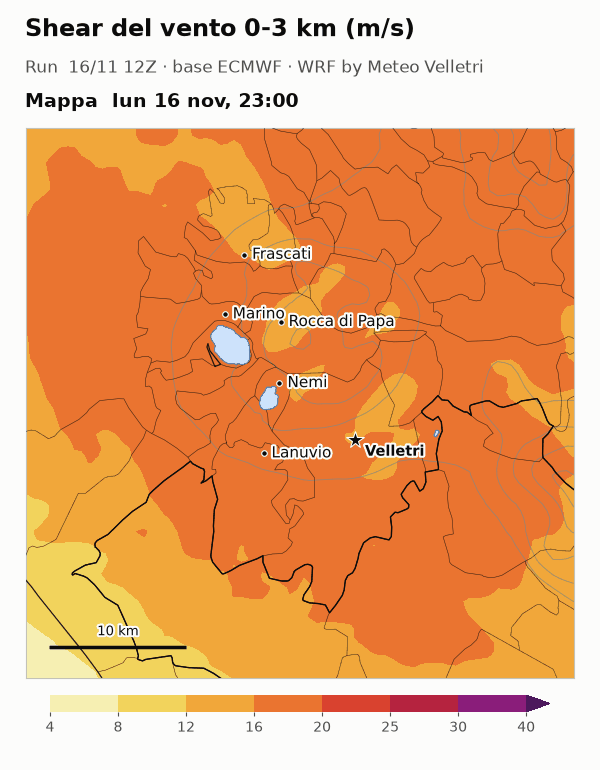 Shear del vento 0-3 km (m/s)
Run  16/11 12Z · base ECMWF · WRF by Meteo Velletri
Mappa  lun 16 nov, 23:00
Frascati
Marino
Rocca di Papa
Nemi
Velletri
Lanuvio
10 km
4 8 12 16 20 25 30 40